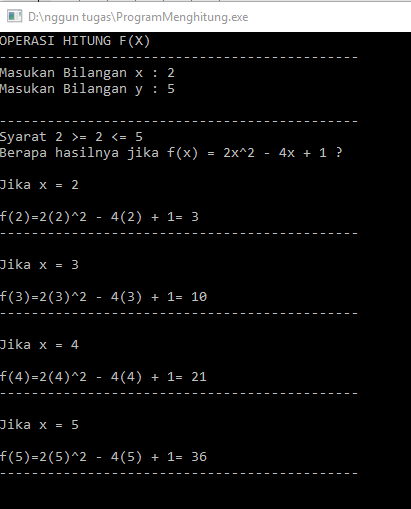 D:\nggun tugas\ProgramMenghitung.exe
OPERASI HITUNG F(X)
---------------------------------------------
Masukan Bilangan x : 2
Masukan Bilangan y : 5
---------------------------------------------
Syarat 2 >= 2 <= 5
Berapa hasilnya jika f(x) = 2x^2 - 4x + 1 ?
Jika x = 2
f(2)=2(2)^2 - 4(2) + 1= 3
---------------------------------------------
Jika x = 3
f(3)=2(3)^2 - 4(3) + 1= 10
---------------------------------------------
Jika x = 4
f(4)=2(4)^2 - 4(4) + 1= 21
---------------------------------------------
Jika x = 5
f(5)=2(5)^2 - 4(5) + 1= 36
---------------------------------------------